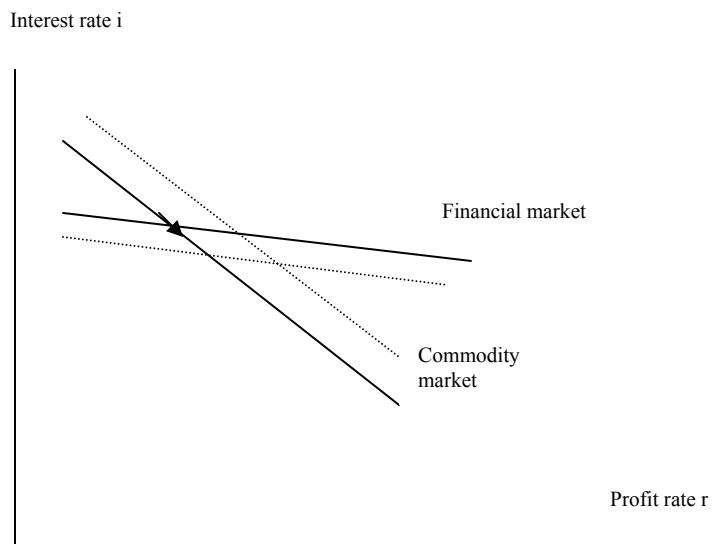 Interest rate i
Financial market
Commodity
market
Profit rate r